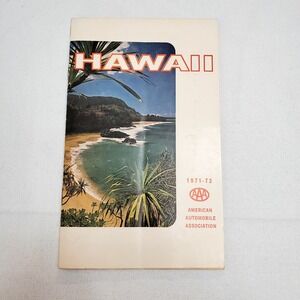 HAWAII
1971-72
AAA
AMERICAN
AUTOMOBILE
ASSOCIATION